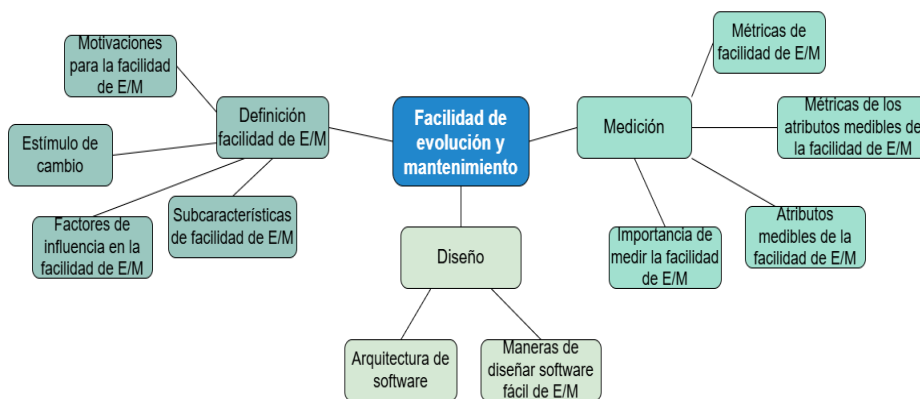 Facilidad de
evolución y
mantenimiento
Definición
facilidad de E/M
Motivaciones
para la facilidad
de E/M
Estímulo de
cambio
Factores de
influencia en la
facilidad de E/M
Subcaracterísticas
de facilidad de E/M
Diseño
Arquitectura de
software
Maneras de
diseñar software
fácil de E/M
Medición
Métricas de
facilidad de E/M
Métricas de los
atributos medibles de
la facilidad de E/M
Atributos
medibles de la
facilidad de E/M
Importancia de
medir la facilidad
de E/M